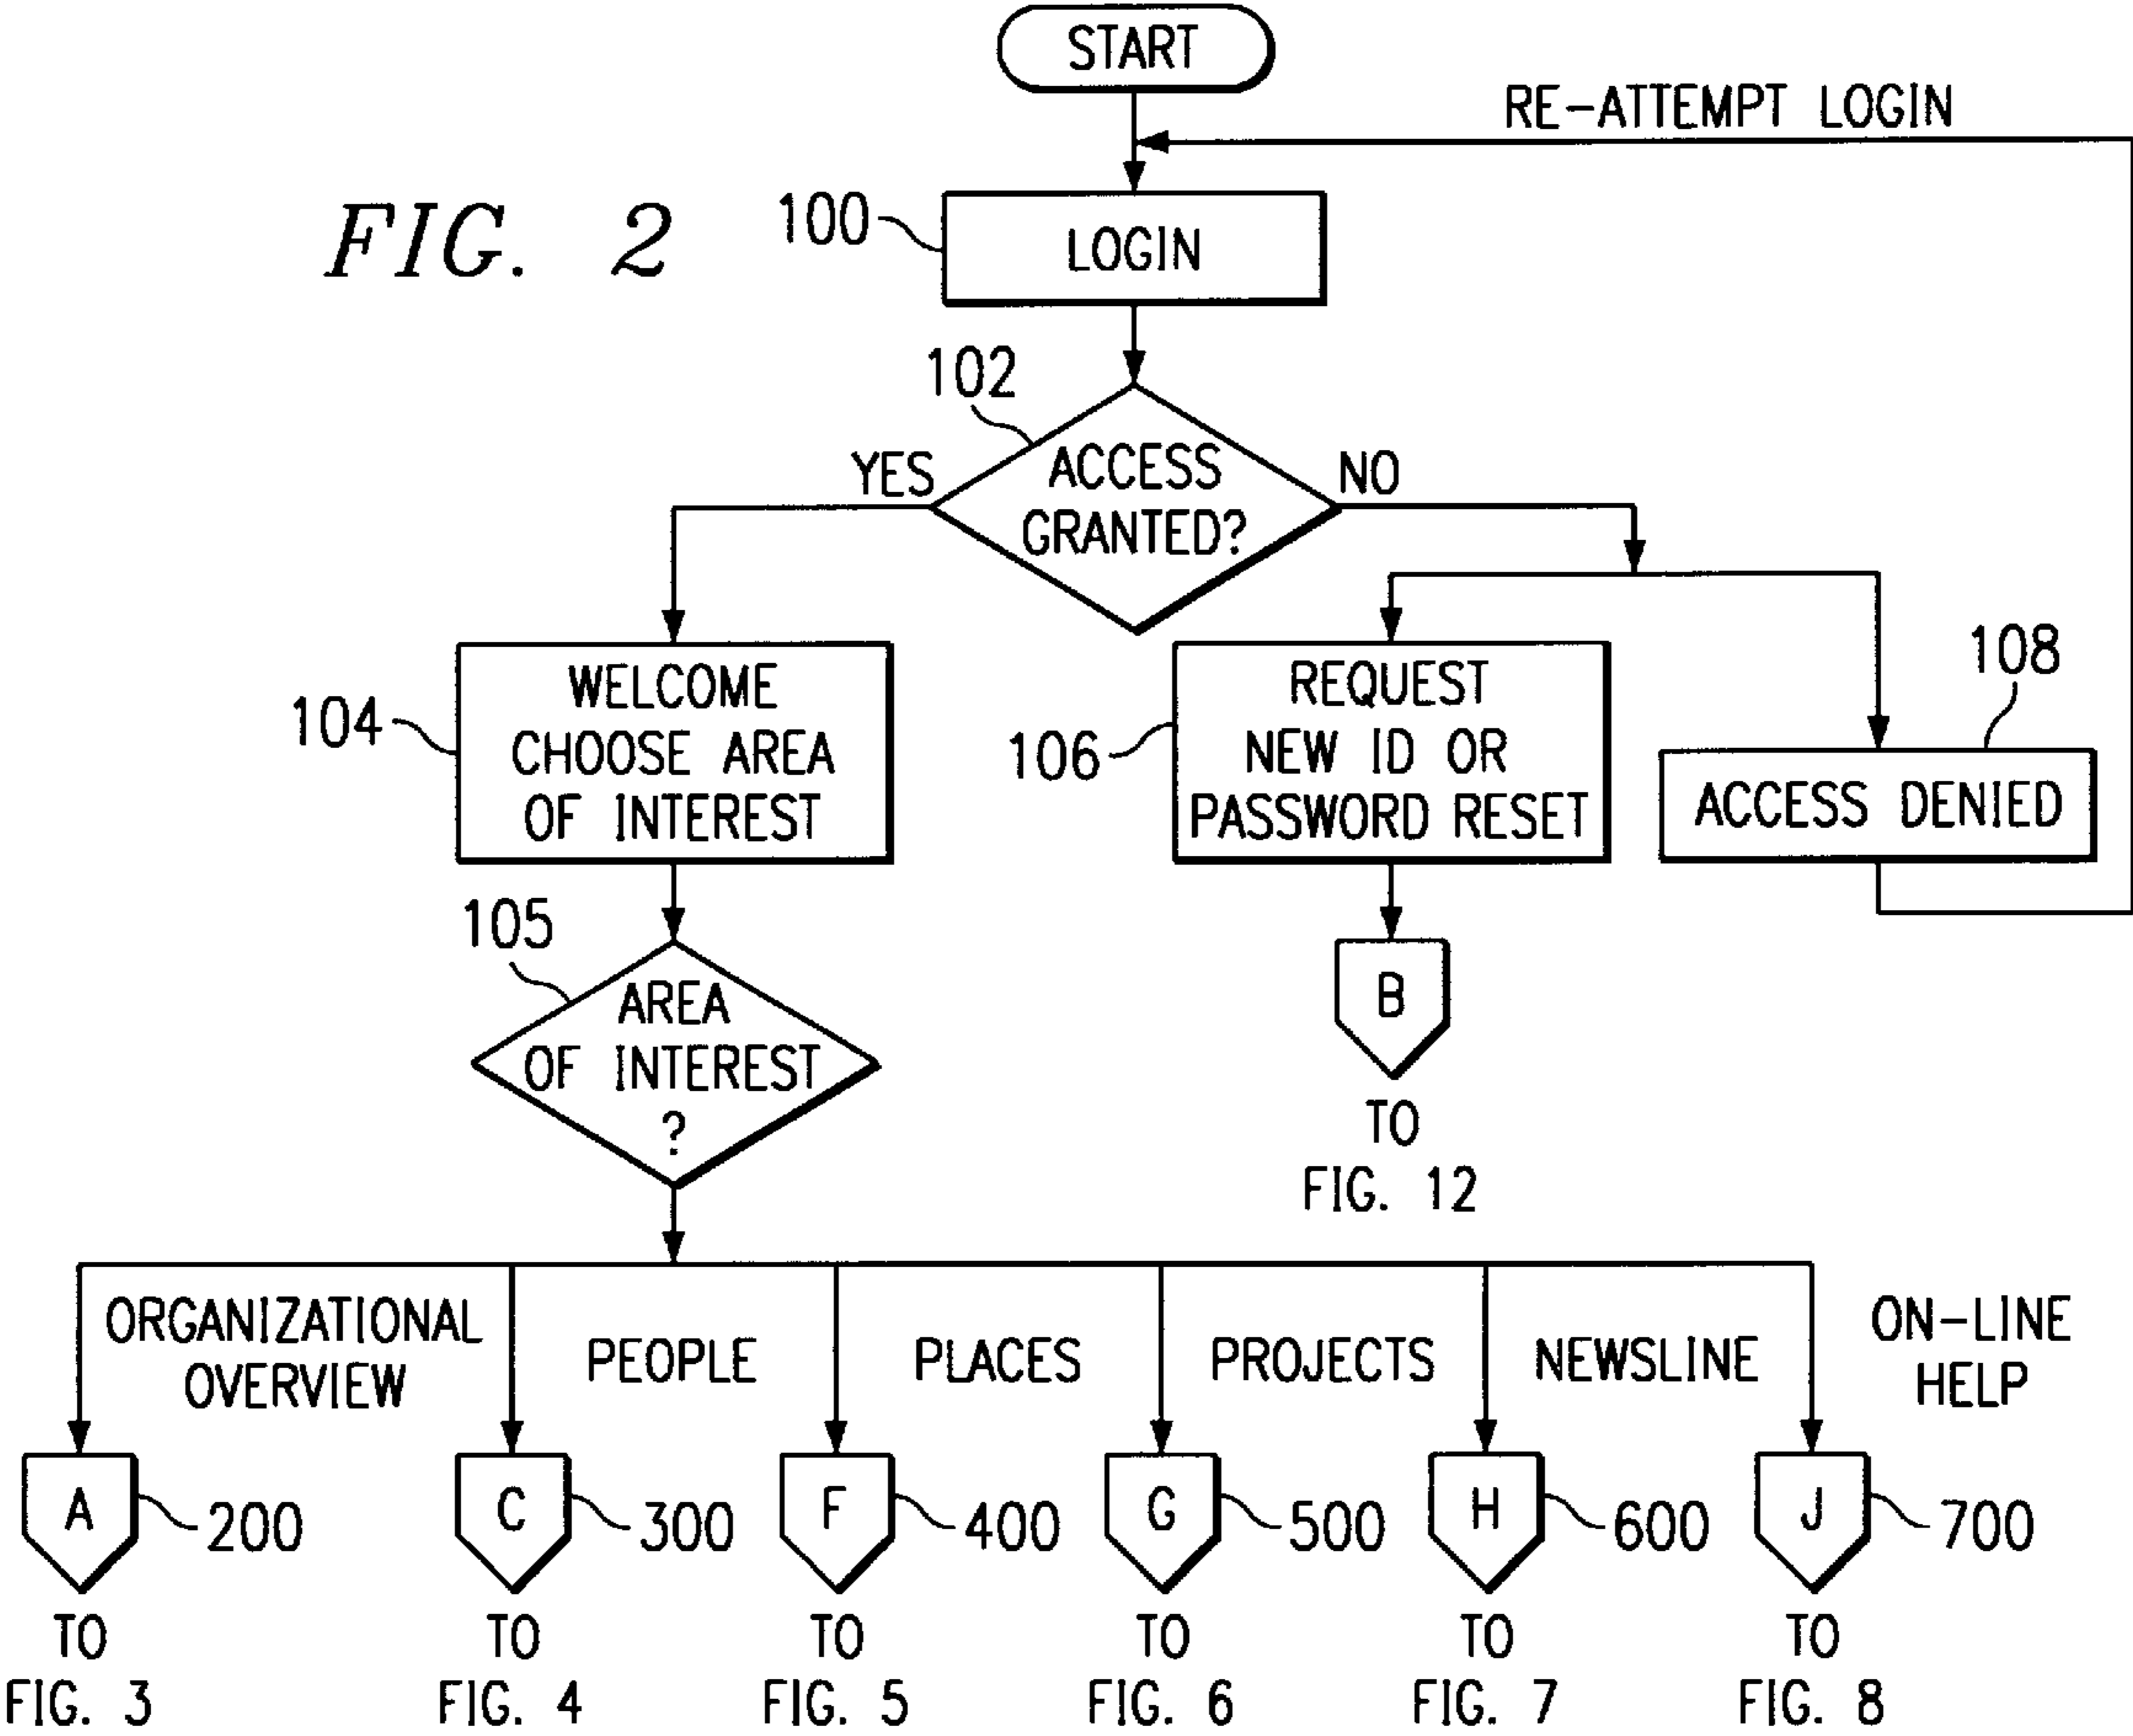 START
RE-ATTEMPT LOGIN
FIG. 2
100
LOGIN
102
YES
ACCESS
GRANTED?
NO
104
WELCOME
CHOOSE AREA
OF INTEREST
106
REQUEST
NEW ID OR
PASSWORD RESET
108
ACCESS DENIED
105
AREA
OF INTEREST
?
B
TO
FIG. 12
ORGANIZATIONAL
OVERVIEW
PEOPLE
PLACES
PROJECTS
NEWSLINE
ON-LINE
HELP
A
200
C
300
F
400
G
500
H
600
J
700
TO
FIG. 3
TO
FIG. 4
TO
FIG. 5
TO
FIG. 6
TO
FIG. 7
TO
FIG. 8